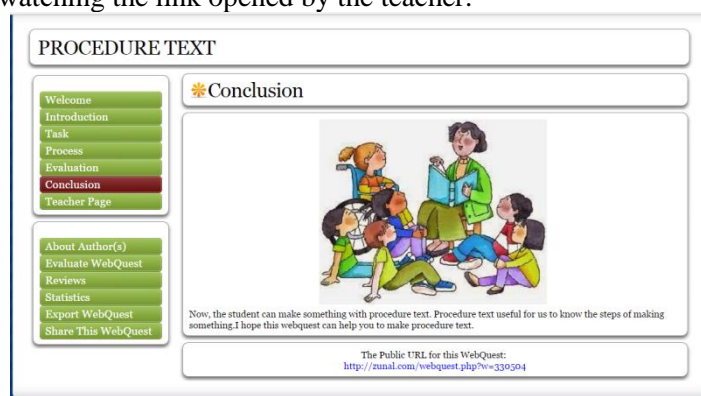 watching the link opened by the teacher.
PROCEDURE TEXT
Welcome
Introduction
Task
Process
Evaluation
Conclusion
Teacher Page
About Author(s)
Evaluate WebQuest
Reviews
Statistics
Export WebQuest
Share This WebQuest
Conclusion
Now, the student can make something with procedure text. Procedure text useful for us to know the steps of making
something.I hope this webquest can help you to make procedure text.
The Public URL for this WebQuest:
http://zunal.com/webquest.php?w=330504